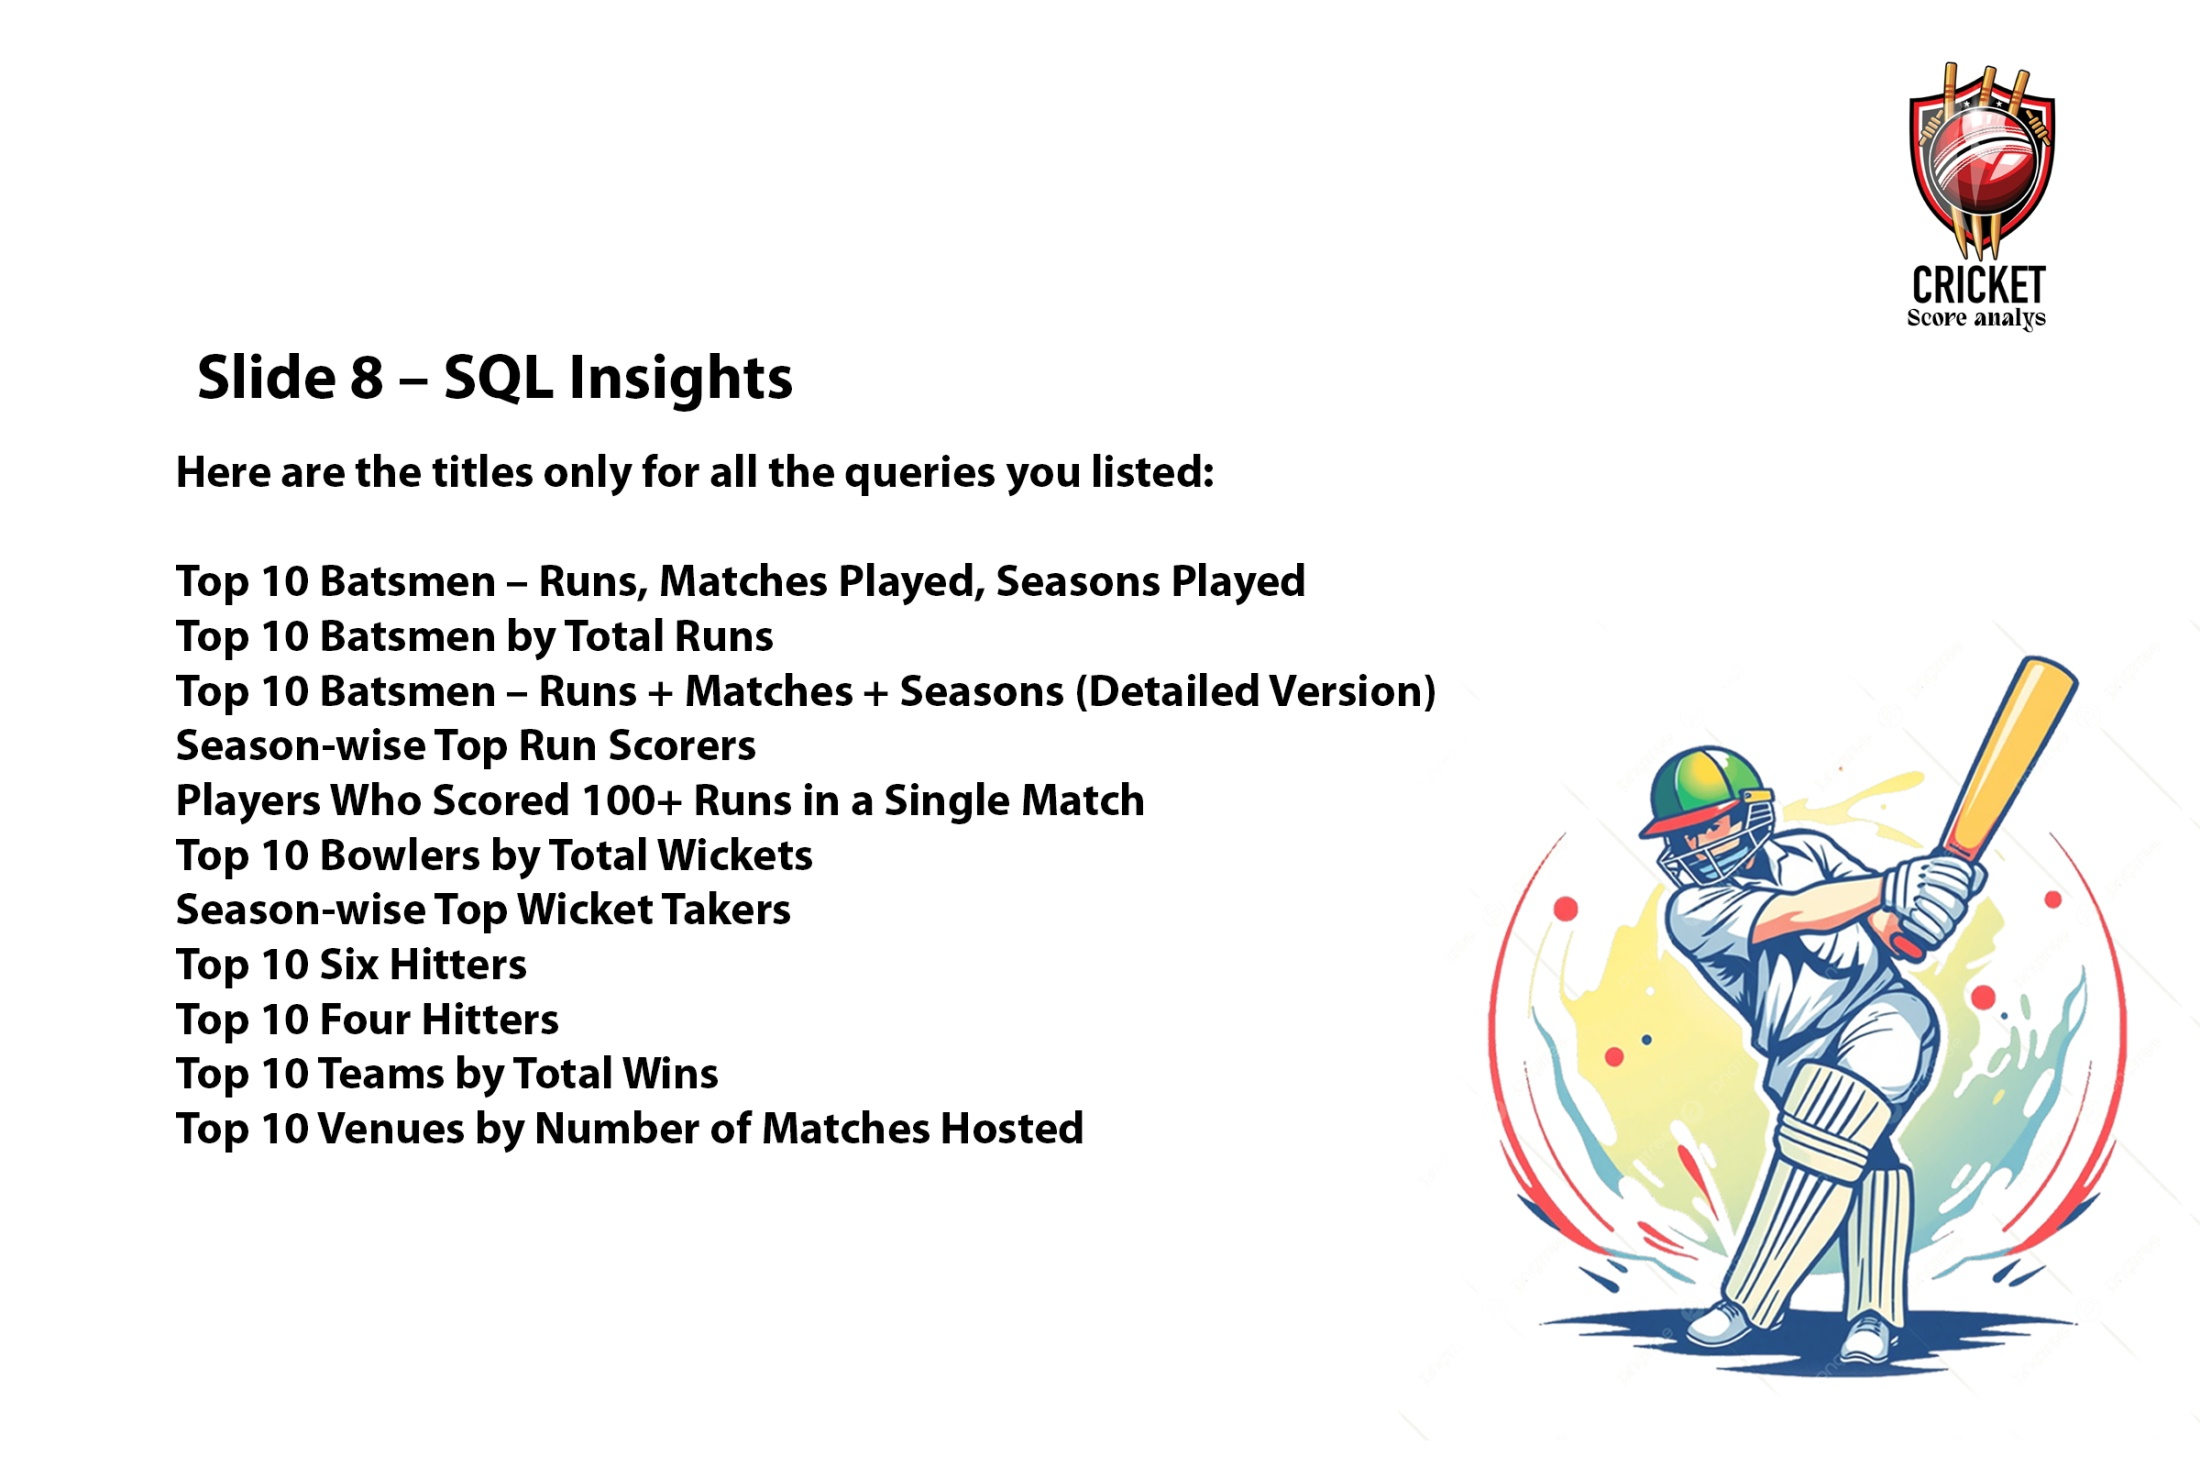 CRICKET
Score analys
Slide 8 – SQL Insights
Here are the titles only for all the queries you listed:
Top 10 Batsmen – Runs, Matches Played, Seasons Played
Top 10 Batsmen by Total Runs
Top 10 Batsmen – Runs + Matches + Seasons (Detailed Version)
Season-wise Top Run Scorers
Players Who Scored 100+ Runs in a Single Match
Top 10 Bowlers by Total Wickets
Season-wise Top Wicket Takers
Top 10 Six Hitters
Top 10 Four Hitters
Top 10 Teams by Total Wins
Top 10 Venues by Number of Matches Hosted